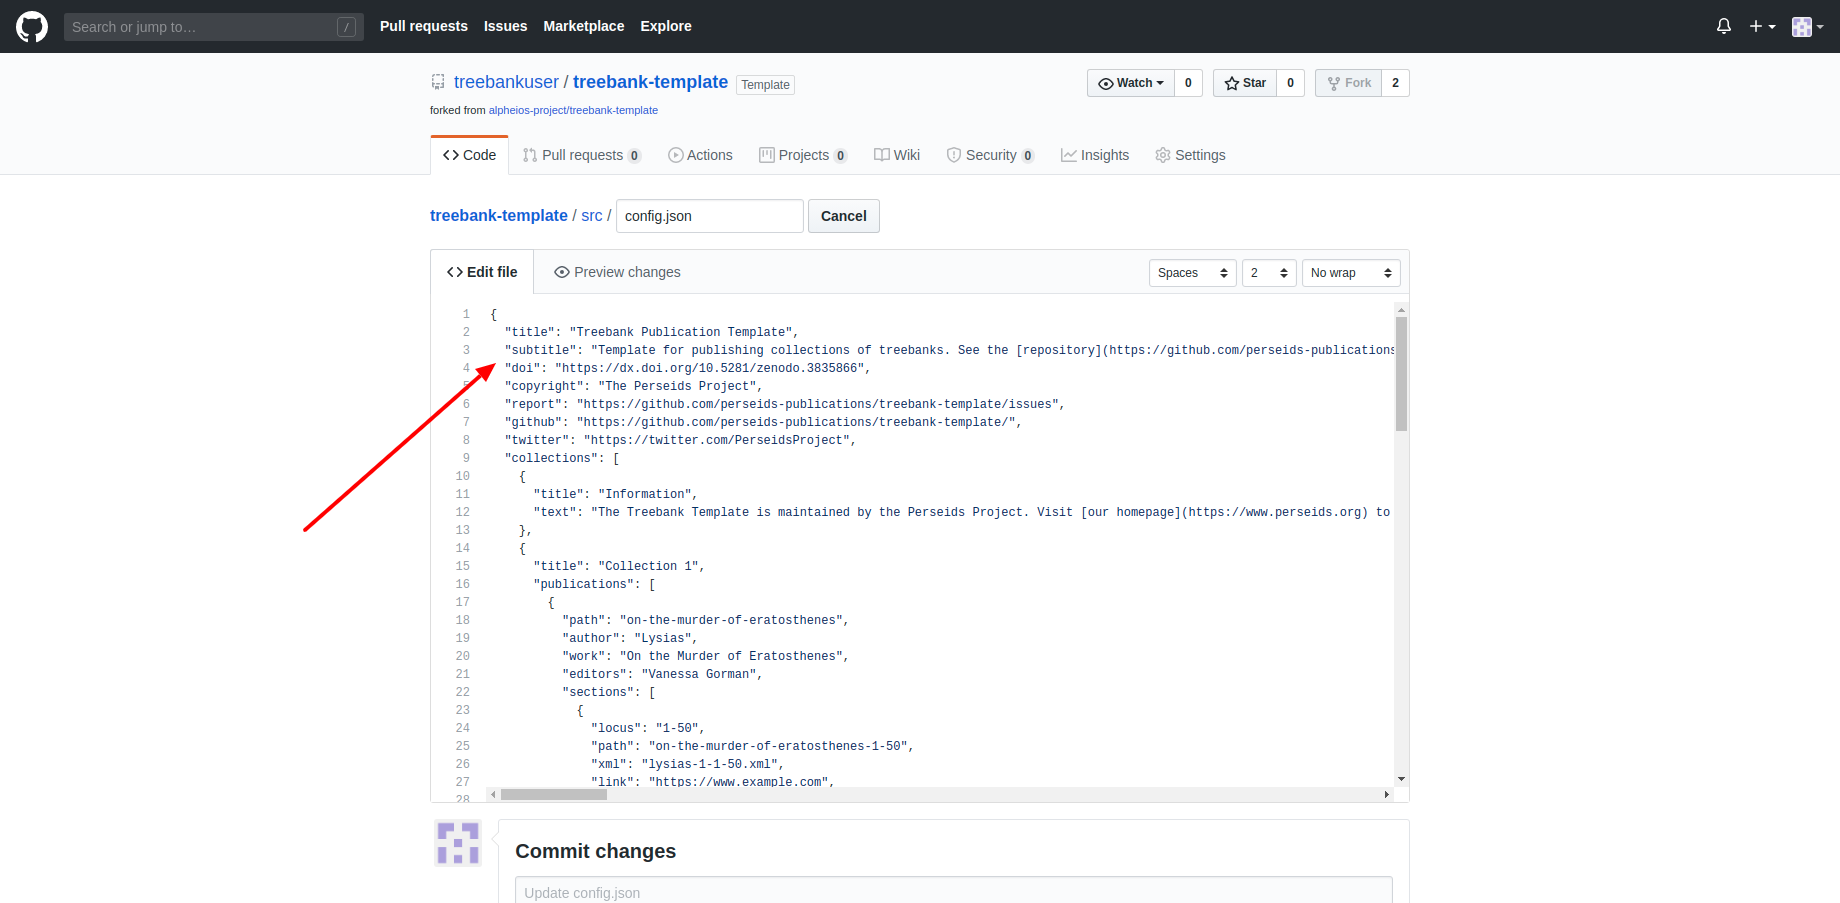 Search or jump to… /
Pull requests Issues Marketplace Explore
treebankuser / treebank-template Template
Watch 0 Star 0 Fork 2
forked from alpheios-project/treebank-template
Code Pull requests 0 Actions Projects 0 Wiki Security 0 Insights Settings
treebank-template / src / config.json Cancel
Edit file Preview changes Spaces 2 No wrap
1 {
2 "title": "Treebank Publication Template",
3 "subtitle": "Template for publishing collections of treebanks. See the [repository](https://github.com/perseids-publications
4 "doi": "https://dx.doi.org/10.5281/zenodo.3835866",
5 "copyright": "The Perseids Project",
6 "report": "https://github.com/perseids-publications/treebank-template/issues",
7 "github": "https://github.com/perseids-publications/treebank-template/",
8 "twitter": "https://twitter.com/PerseidsProject",
9 "collections": [
10 {
11 "title": "Information",
12 "text": "The Treebank Template is maintained by the Perseids Project. Visit [our homepage](https://www.perseids.org) to
13 },
14 {
15 "title": "Collection 1",
16 "publications": [
17 {
18 "path": "on-the-murder-of-eratosthenes",
19 "author": "Lysias",
20 "work": "On the Murder of Eratosthenes",
21 "editors": "Vanessa Gorman",
22 "sections": [
23 {
24 "locus": "1-50",
25 "path": "on-the-murder-of-eratosthenes-1-50",
26 "xml": "lysias-1-1-50.xml",
27 "link": "https://www.example.com",
28
Commit changes
Update config.json